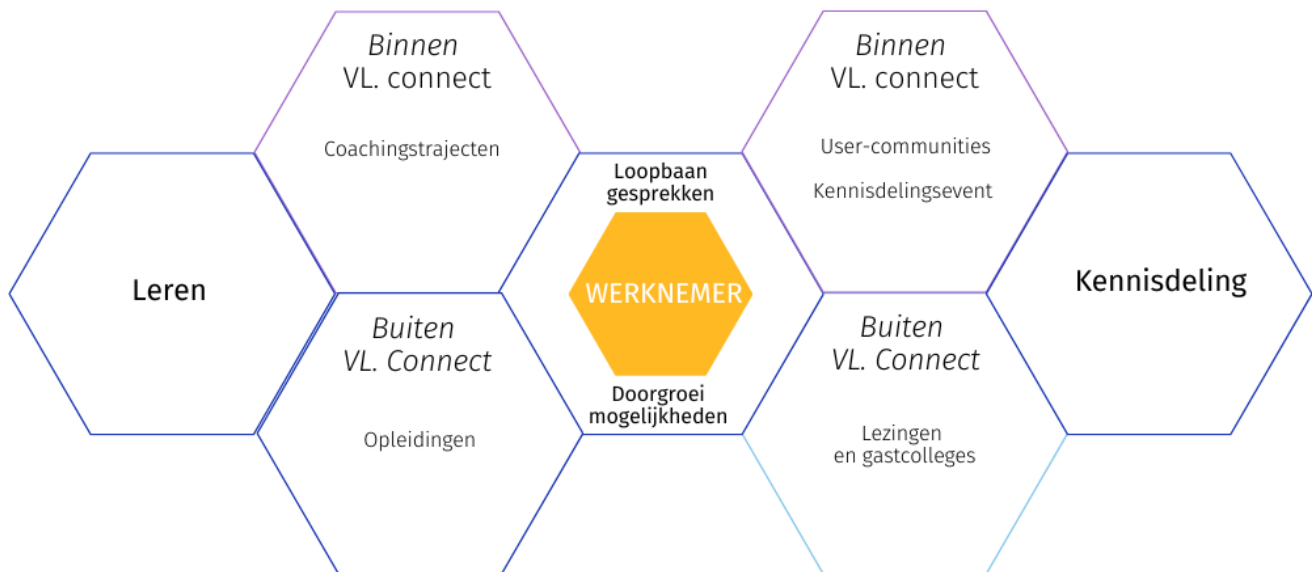 Binnen
VL. connect
Coachingstrajecten
Binnen
VL. connect
User-communities
Kennisdelingsevent
Leren
Loopbaan
gesprekken
WERKNEMER
Doorgroei
mogelijkheden
Kennisdeling
Buiten
VL. Connect
Opleidingen
Buiten
VL. Connect
Lezingen
en gastcolleges